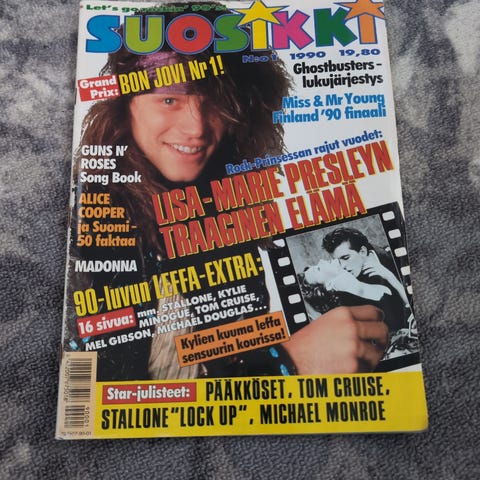 Let's go rockin' 90's!
SUOSIKKI
N:o 1 1990 19,80
Grand Prix: BON JOVI Nr 1!
Ghostbusters-
lukujärjestys
Miss & Mr Young
Finland '90 finaali
GUNS N'
ROSES
Song Book
Rock-Prinsessan rajut vuodet:
LISA-MARIE PRESLEYN
TRAAGINEN ELÄMÄ
ALICE
COOPER
ja Suomi-
50 faktaa
MADONNA
90-luvun LEFFA-EXTRA:
16 sivua: mm. STALLONE, KYLIE
MINOGUE, TOM CRUISE,
MEL GIBSON, MICHAEL DOUGLAS...
Kylien kuuma leffa
sensuurin kourissa!
Star-julisteet: PÄÄKKÖSET, TOM CRUISE,
STALLONE "LOCK UP", MICHAEL MONROE
90001